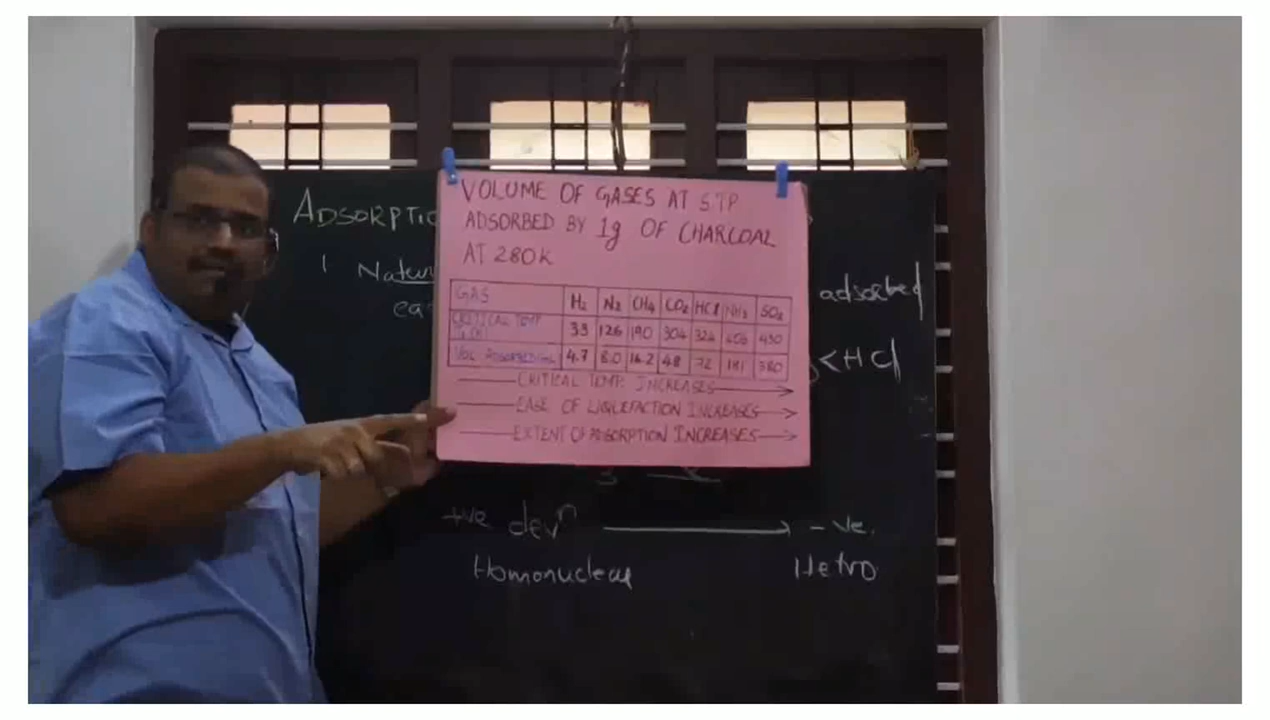 VOLUME OF GASES AT STP
ADSORBED BY 1g OF CHARCOAL
AT 280K
GAS H₂ N₂ CH₄ CO₂ HCl NH₃ SO₂
CRITICAL TEMP 33 126 190 304 324 406 430
VOL ADSORBED 4.7 8.0 16.2 48 72 181 380
CRITICAL TEMP. INCREASES
EASE OF LIQUEFACTION INCREASES
EXTENT OF ADSORPTION INCREASES
ADSORPTIO
1 Natur
ea
adsorbed
< HCl
+ve devⁿ → -ve.
Homonuclear Hetro